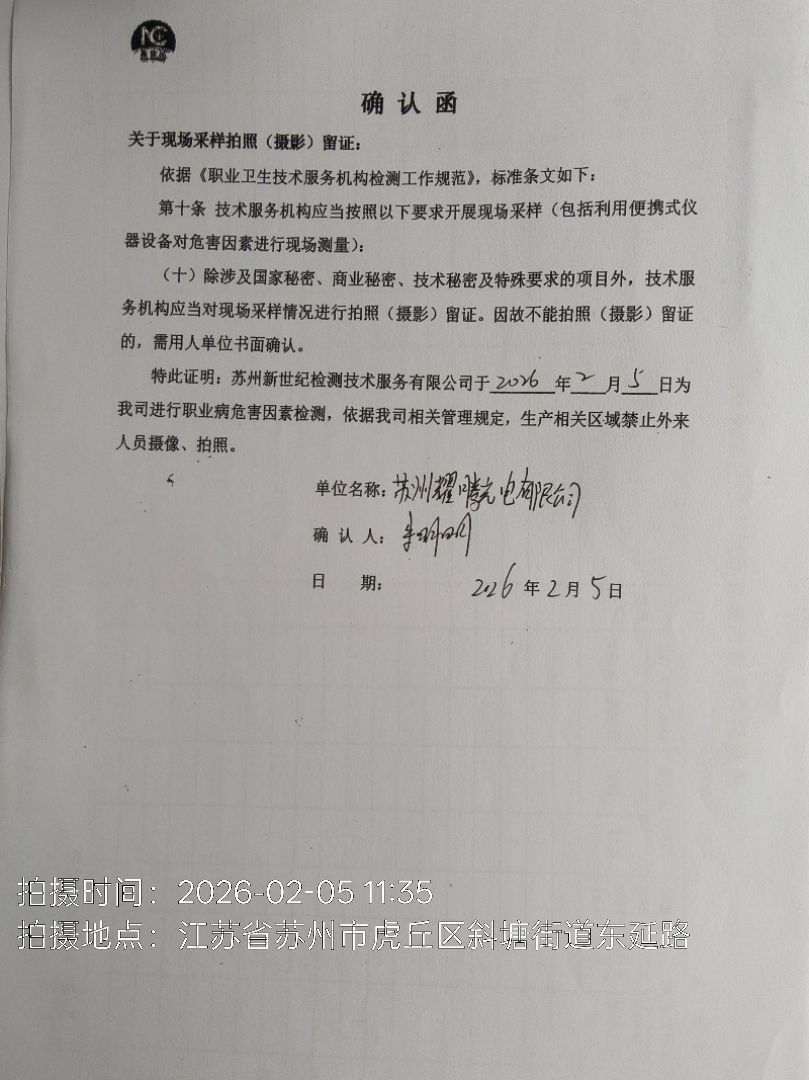 NC
确认函
关于现场采样拍照（摄影）留证：
依据《职业卫生技术服务机构检测工作规范》，标准条文如下：
第十条 技术服务机构应当按照以下要求开展现场采样（包括利用便携式仪
器设备对危害因素进行现场测量）：
（十）除涉及国家秘密、商业秘密、技术秘密及特殊要求的项目外，技术服
务机构应当对现场采样情况进行拍照（摄影）留证。因故不能拍照（摄影）留证
的，需用人单位书面确认。
特此证明：苏州新世纪检测技术服务有限公司于 2026 年 2 月 5 日为
我司进行职业病危害因素检测，依据我司相关管理规定，生产相关区域禁止外来
人员摄像、拍照。
单位名称：苏州耀腾光电有限公司
确 认 人：
日 期： 2026 年 2 月 5 日
拍摄时间：2026-02-05 11:35
拍摄地点：江苏省苏州市虎丘区斜塘街道东延路